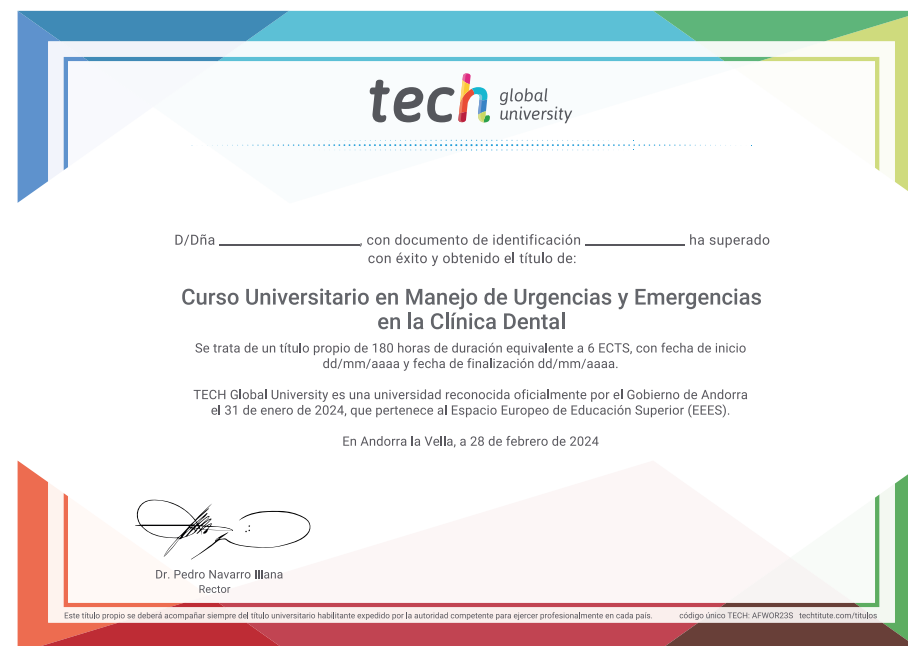 tech global university
D/Dña ____________________, con documento de identificación ______________ ha superado
con éxito y obtenido el título de:
Curso Universitario en Manejo de Urgencias y Emergencias
en la Clínica Dental
Se trata de un título propio de 180 horas de duración equivalente a 6 ECTS, con fecha de inicio
dd/mm/aaaa y fecha de finalización dd/mm/aaaa.
TECH Global University es una universidad reconocida oficialmente por el Gobierno de Andorra
el 31 de enero de 2024, que pertenece al Espacio Europeo de Educación Superior (EEES).
En Andorra la Vella, a 28 de febrero de 2024
Dr. Pedro Navarro Illana
Rector
Este título propio se deberá acompañar siempre del título universitario habilitante expedido por la autoridad competente para ejercer profesionalmente en cada país. código único TECH: AFWOR23S techtitute.com/titulos